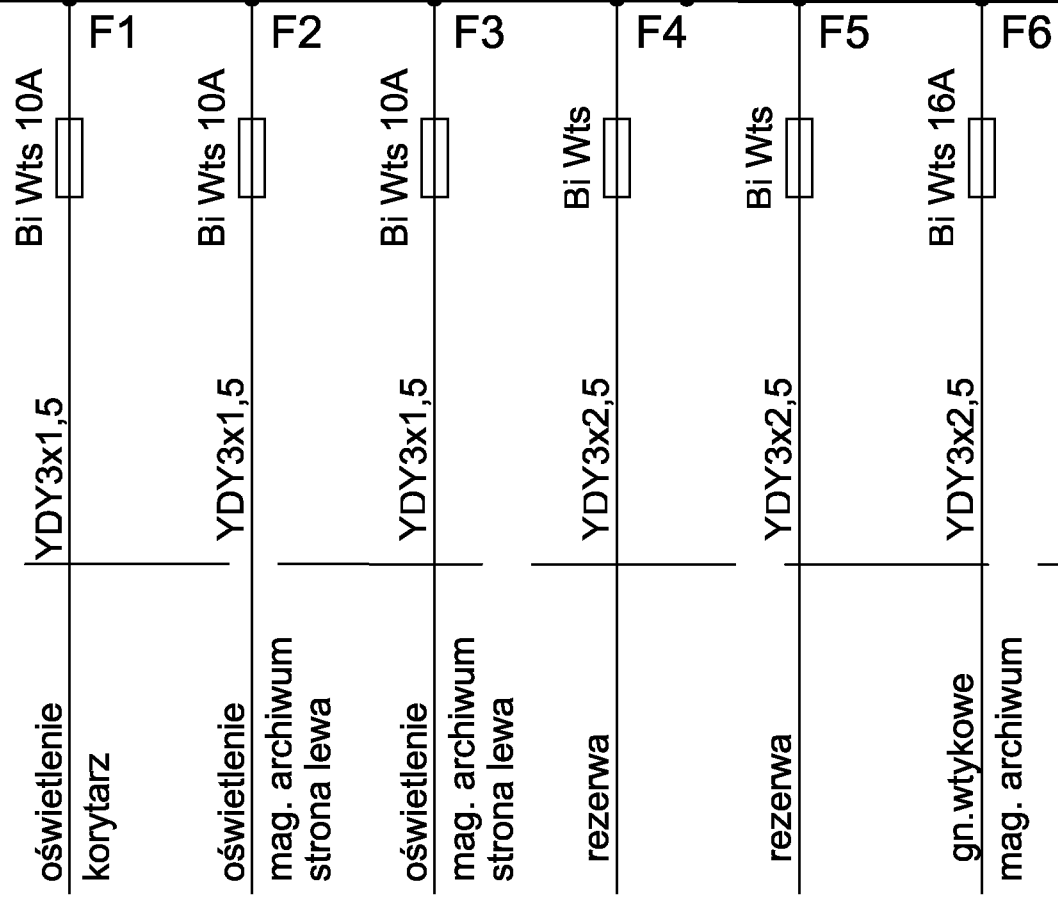 F1
F2
F3
F4
F5
F6
Bi Wts 10A
Bi Wts 10A
Bi Wts 10A
Bi Wts
Bi Wts
Bi Wts 16A
YDY3x1,5
YDY3x1,5
YDY3x1,5
YDY3x2,5
YDY3x2,5
YDY3x2,5
oświetlenie
korytarz
oświetlenie
mag. archiwum
strona lewa
oświetlenie
mag. archiwum
strona lewa
rezerwa
rezerwa
gn.wtykowe
mag. archiwum